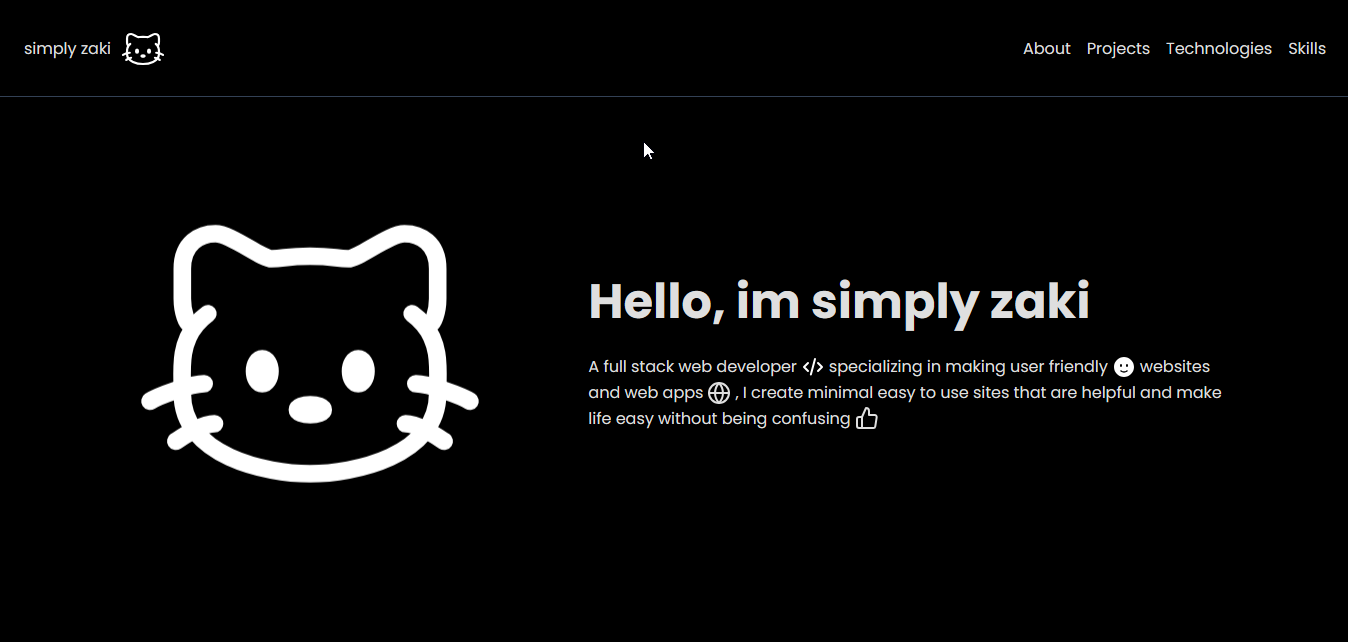 simply zaki
About Projects Technologies Skills
Hello, im simply zaki
A full stack web developer </> specializing in making user friendly websites
and web apps , I create minimal easy to use sites that are helpful and make
life easy without being confusing